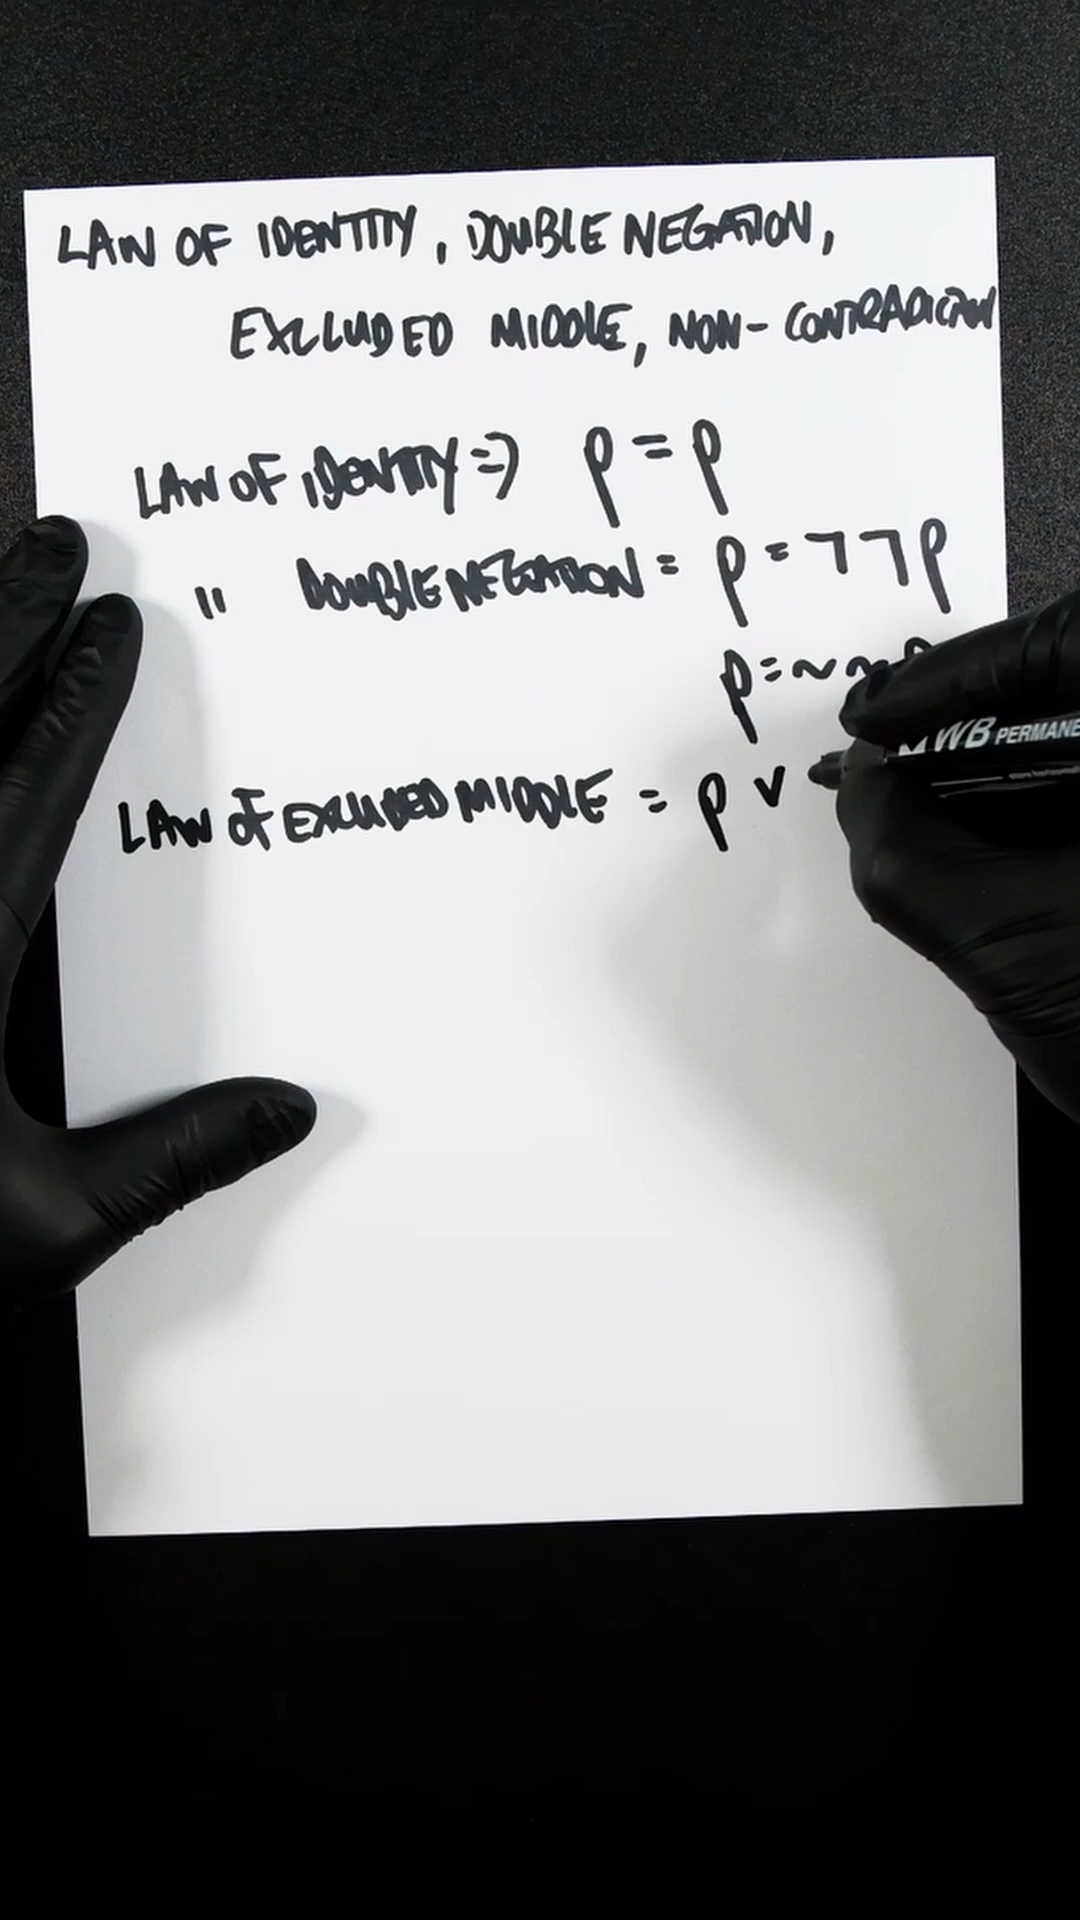 LAW OF IDENTITY, DOUBLE NEGATION,
EXCLUDED MIDDLE, NON-CONTRADICTION
LAW OF IDENTITY => p = p
" DOUBLE NEGATION = p = ¬¬p
p = ~~p
WB PERMANE
LAW OF EXCLUDED MIDDLE = p v